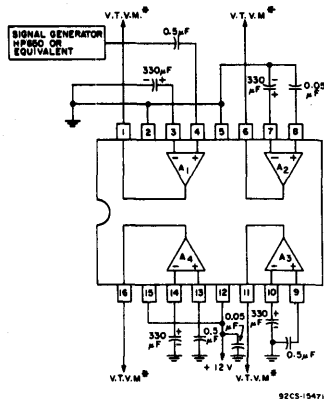 V.T.V.M.*
V.T.V.M.*
SIGNAL GENERATOR
HP650 OR
EQUIVALENT
0.5µF
330µF
−
+
330
µF
−
+
0.05
µF
1 2 3 4 5 6 7 8
− +
A1
− +
A2
A4
− +
A3
− +
16 15 14 13 12 11 10 9
330
µF
+
0.5
µF
0.05
µF
330
µF
+
0.5µF
+ 12 V
V.T.V.M.*
V.T.V.M.*
92CS-15471